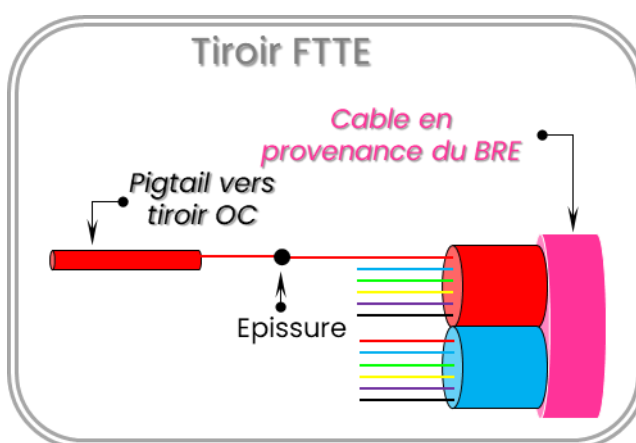 Tiroir FTTE
Cable en
provenance du BRE
Pigtail vers
tiroir OC
Epissure